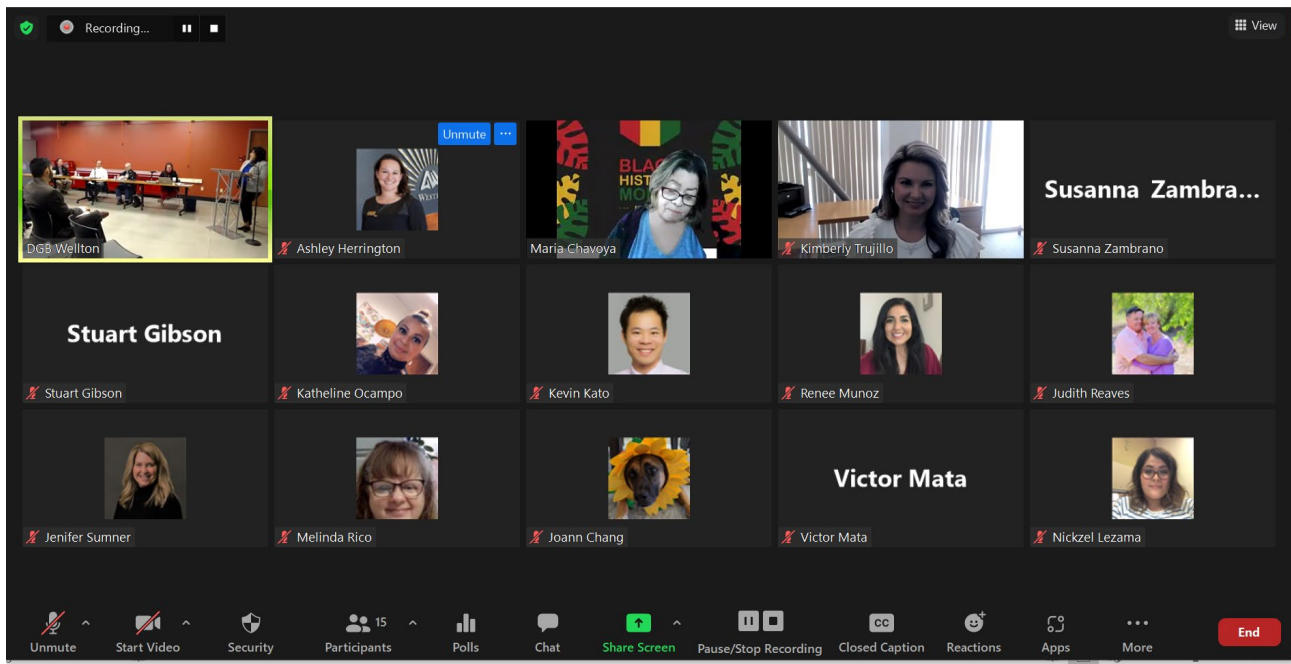 Recording...
View
DGB Wellton
Unmute ...
Ashley Herrington
BLACK
HIST
MO
Maria Chavoya
Kimberly Trujillo
Susanna Zambra...
Susanna Zambrano
Stuart Gibson
Stuart Gibson
Katheline Ocampo
Kevin Kato
Renee Munoz
Judith Reaves
Jenifer Sumner
Melinda Rico
Joann Chang
Victor Mata
Victor Mata
Nickzel Lezama
15
CC
Unmute
Start Video
Security
Participants
Polls
Chat
Share Screen
Pause/Stop Recording
Closed Caption
Reactions
Apps
More
End